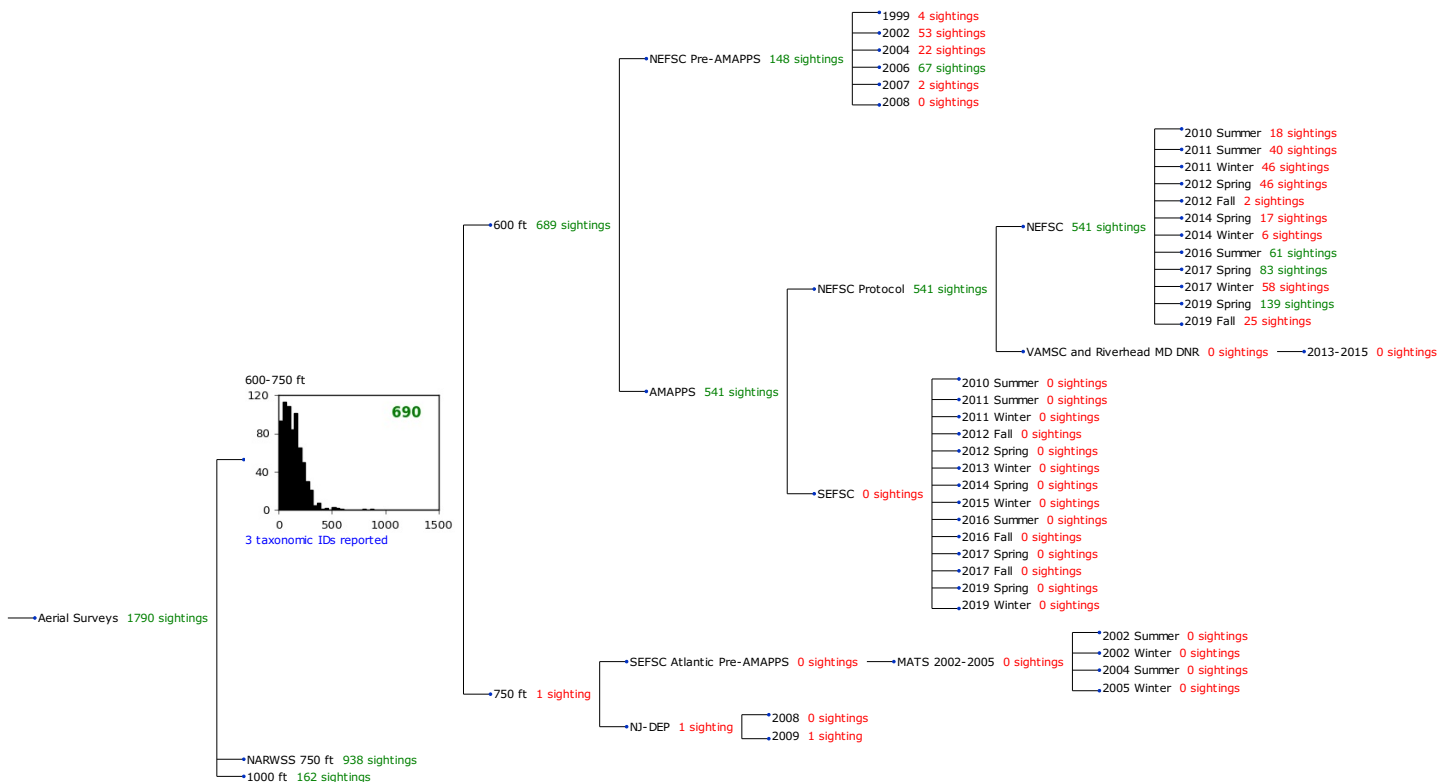 1999 4 sightings
2002 53 sightings
NEFSC Pre-AMAPPS 148 sightings
2004 22 sightings
2006 67 sightings
2007 2 sightings
2008 0 sightings
600 ft 689 sightings
2010 Summer 18 sightings
2011 Summer 40 sightings
2011 Winter 46 sightings
2012 Spring 46 sightings
2012 Fall 2 sightings
2014 Spring 17 sightings
NEFSC 541 sightings
2014 Winter 6 sightings
2016 Summer 61 sightings
2017 Spring 83 sightings
2017 Winter 58 sightings
2019 Spring 139 sightings
2019 Fall 25 sightings
NEFSC Protocol 541 sightings
VAMSC and Riverhead MD DNR 0 sightings
2013-2015 0 sightings
AMAPPS 541 sightings
600-750 ft
120
80
40
0
690
0 500 1000 1500
3 taxonomic IDs reported
2010 Summer 0 sightings
2011 Summer 0 sightings
2011 Winter 0 sightings
2012 Fall 0 sightings
2012 Spring 0 sightings
2013 Winter 0 sightings
2014 Spring 0 sightings
SEFSC 0 sightings
2015 Winter 0 sightings
2016 Summer 0 sightings
2016 Fall 0 sightings
2017 Spring 0 sightings
2017 Fall 0 sightings
2019 Spring 0 sightings
2019 Winter 0 sightings
Aerial Surveys 1790 sightings
SEFSC Atlantic Pre-AMAPPS 0 sightings
MATS 2002-2005 0 sightings
2002 Summer 0 sightings
2002 Winter 0 sightings
2004 Summer 0 sightings
2005 Winter 0 sightings
750 ft 1 sighting
NJ-DEP 1 sighting
2008 0 sightings
2009 1 sighting
NARWSS 750 ft 938 sightings
1000 ft 162 sightings